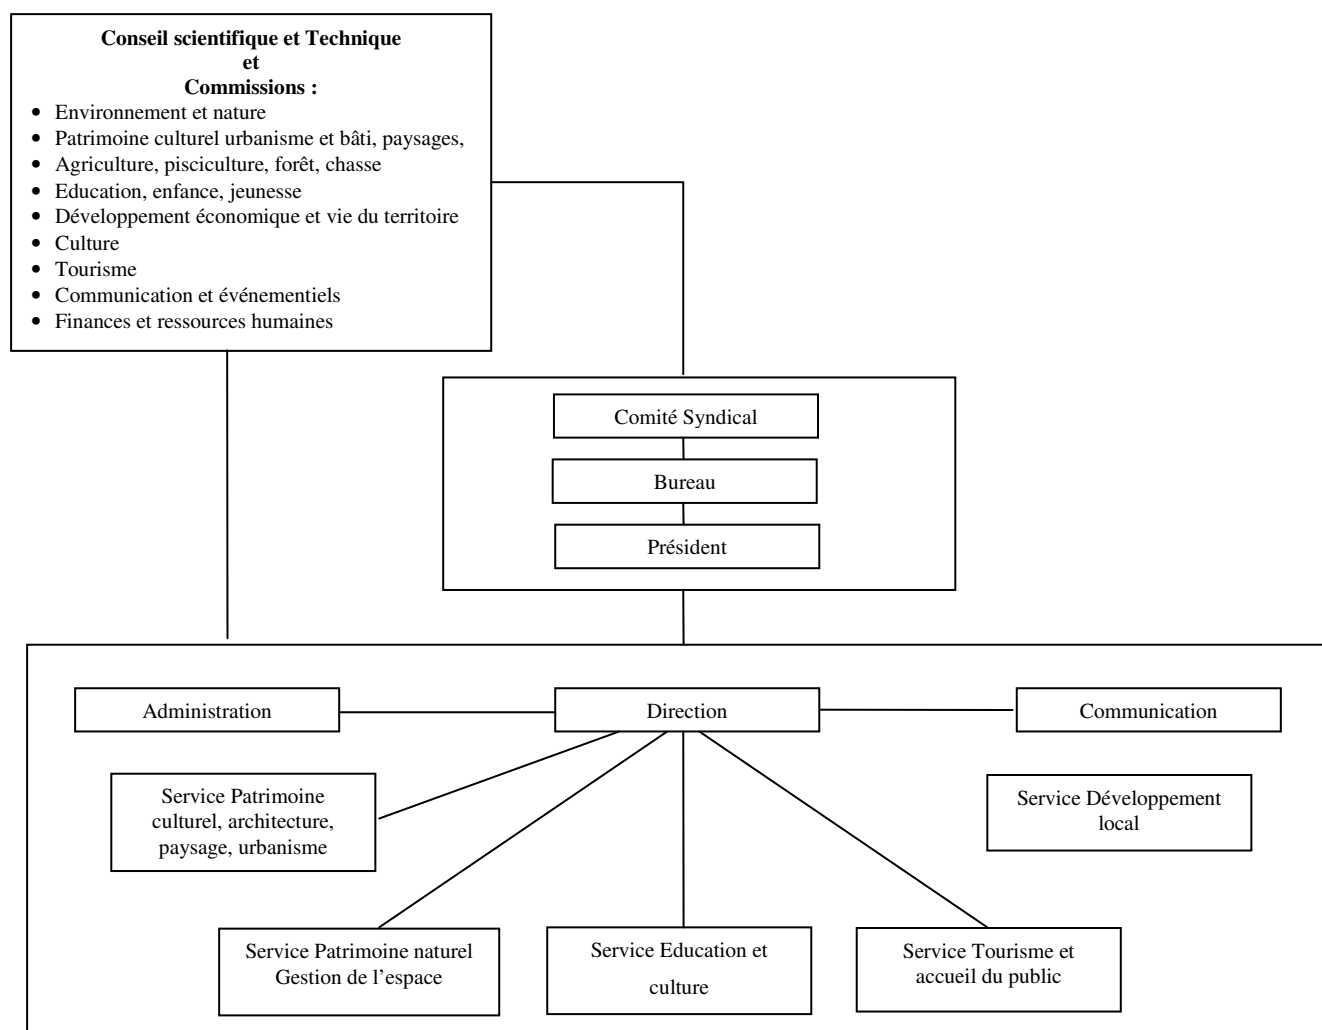 Conseil scientifique et Technique
et
Commissions :
• Environnement et nature
• Patrimoine culturel urbanisme et bâti, paysages,
• Agriculture, pisciculture, forêt, chasse
• Education, enfance, jeunesse
• Développement économique et vie du territoire
• Culture
• Tourisme
• Communication et événementiels
• Finances et ressources humaines
Comité Syndical
Bureau
Président
Administration
Direction
Communication
Service Patrimoine
culturel, architecture,
paysage, urbanisme
Service Développement
local
Service Patrimoine naturel
Gestion de l’espace
Service Education et
culture
Service Tourisme et
accueil du public